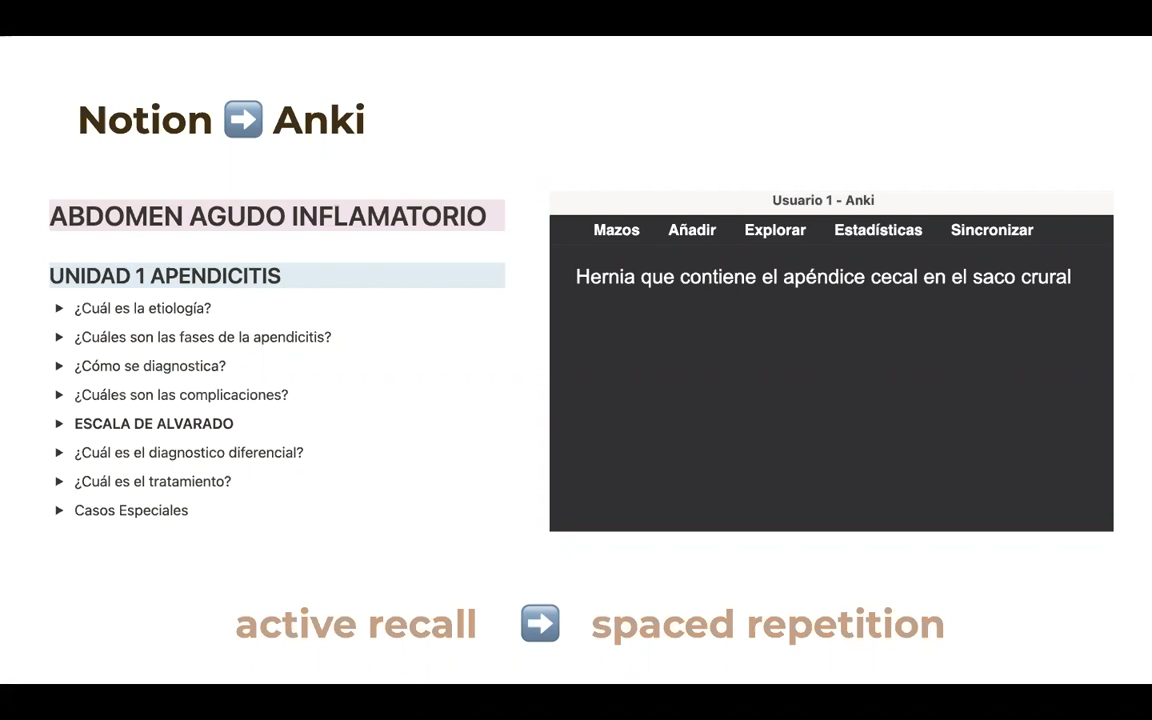 Notion ➡️ Anki
ABDOMEN AGUDO INFLAMATORIO
UNIDAD 1 APENDICITIS
¿Cuál es la etiología?
¿Cuáles son las fases de la apendicitis?
¿Cómo se diagnostica?
¿Cuáles son las complicaciones?
ESCALA DE ALVARADO
¿Cuál es el diagnostico diferencial?
¿Cuál es el tratamiento?
Casos Especiales
Usuario 1 - Anki
Mazos Añadir Explorar Estadísticas Sincronizar
Hernia que contiene el apéndice cecal en el saco crural
active recall ➡️ spaced repetition